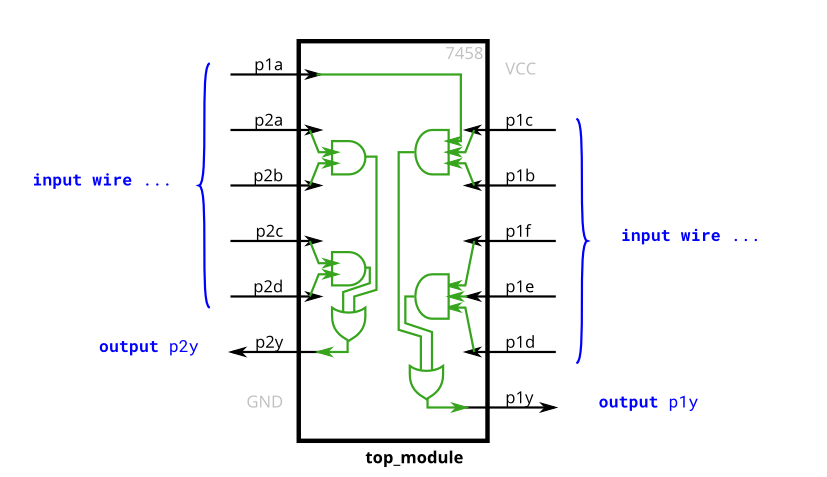 7458
p1a
VCC
p2a
p1c
input wire ...
p2b
p1b
p2c
p1f
input wire ...
p2d
p1e
output p2y
p2y
p1d
GND
p1y
output p1y
top_module